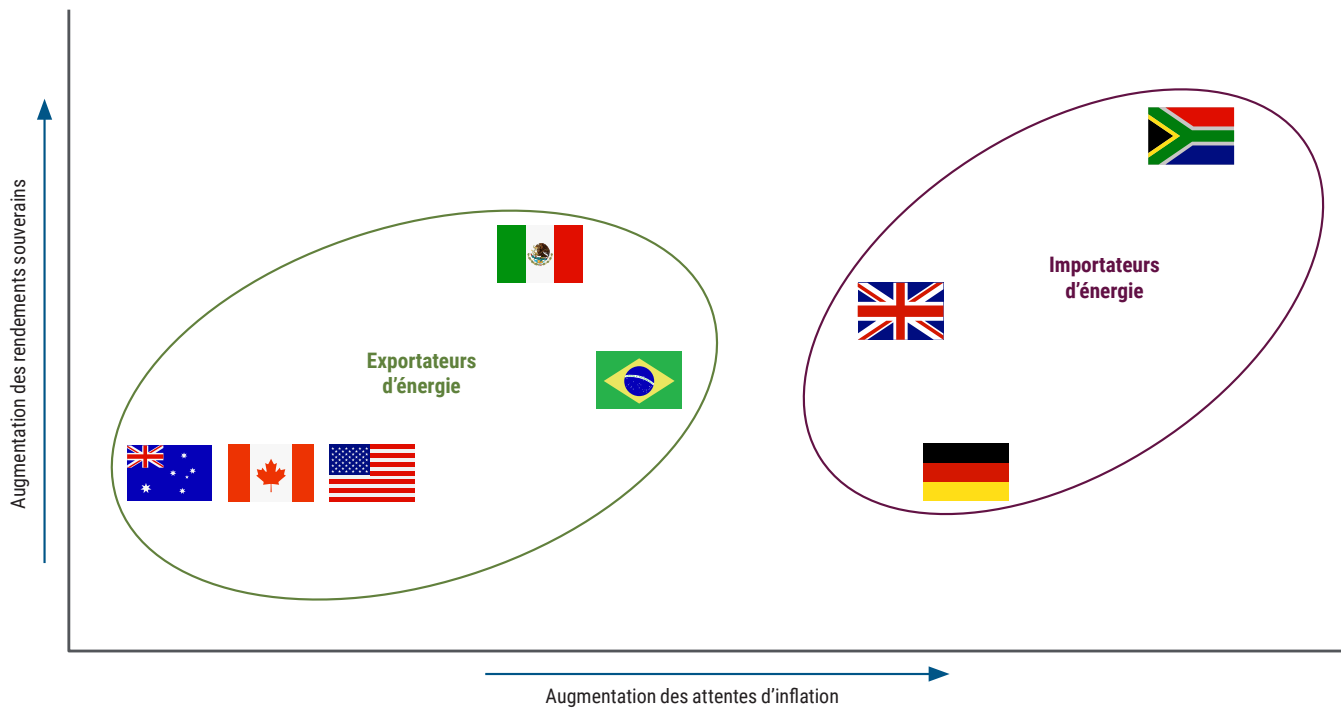 Augmentation des rendements souverains
Exportateurs
d’énergie
Importateurs
d’énergie
Augmentation des attentes d’inflation